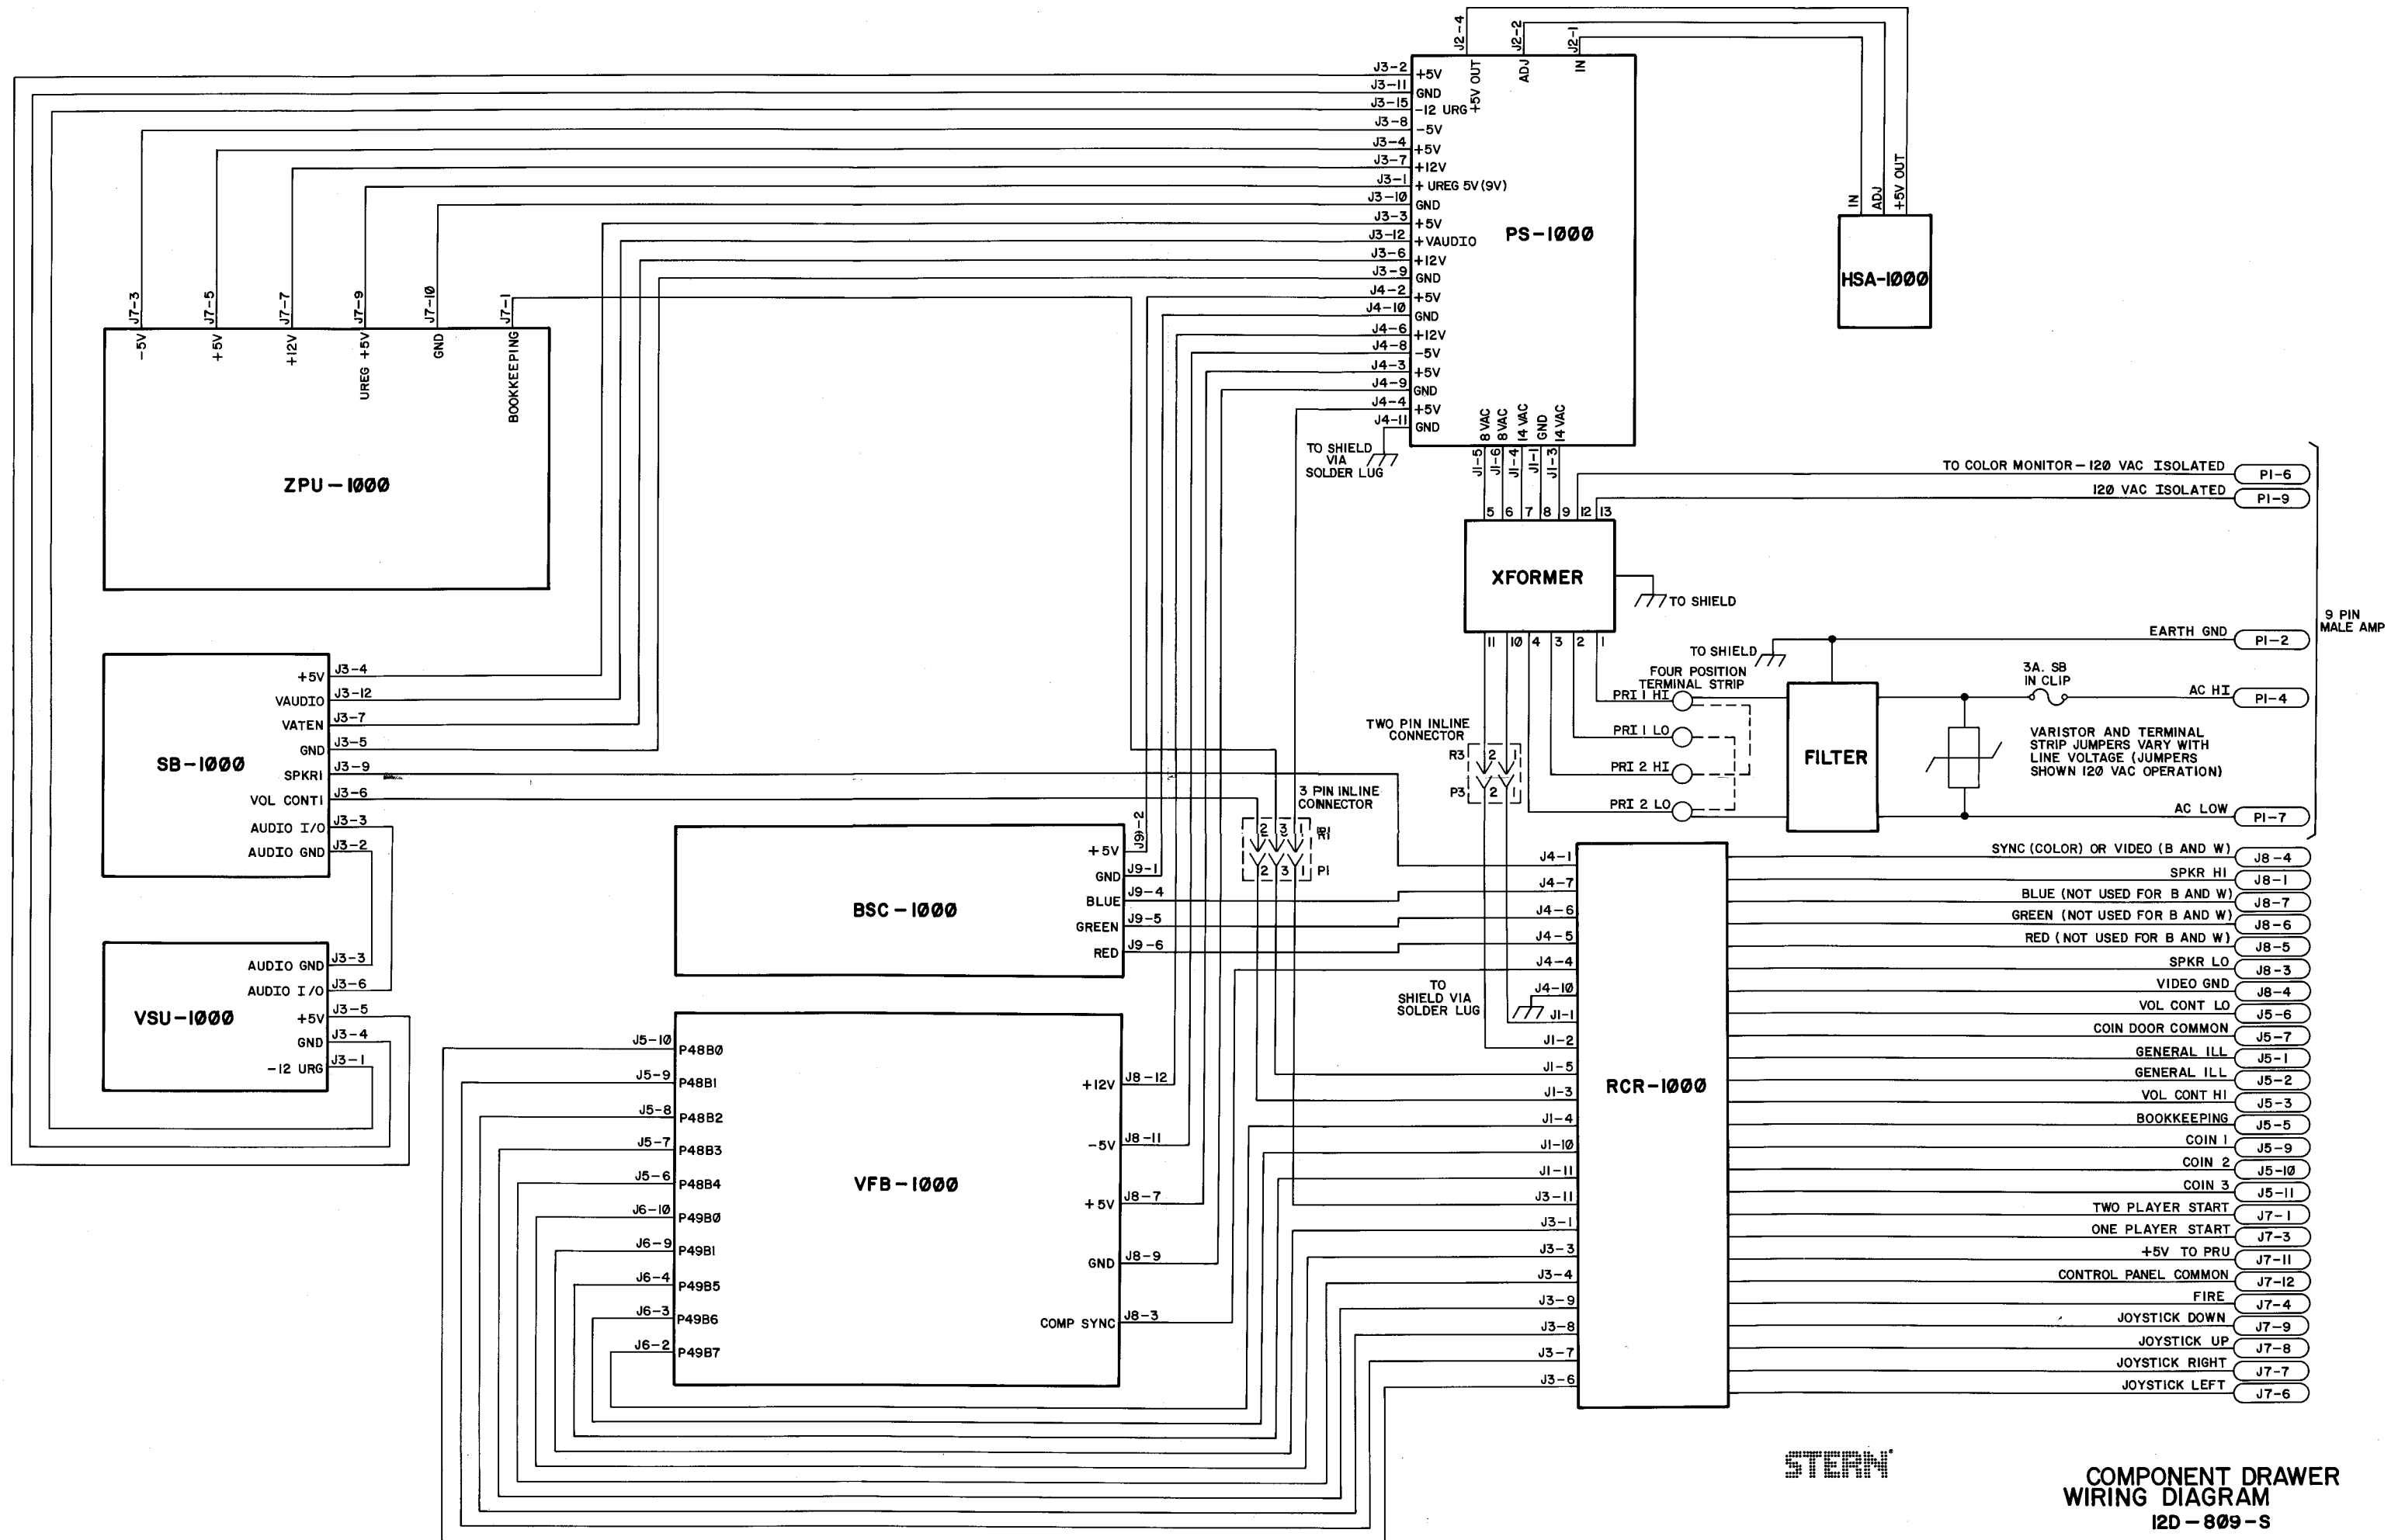 J2-4
J2-2
J2-1
+5V OUT
ADJ
IN
J3-2 +5V
J3-11 GND
J3-15 -12 URG
J3-8 -5V
J3-4 +5V
J3-7 +12V
J3-1 + UREG 5V (9V)
J3-10 GND
J3-3 +5V
J3-12 +VAUDIO
J3-6 +12V
J3-9 GND
J4-2 +5V
J4-10 GND
J4-6 +12V
J4-8 -5V
J4-3 +5V
J4-9 GND
J4-4 +5V
J4-11 GND
PS-1000
8 VAC
8 VAC
14 VAC
GND
14 VAC
J1-5
J1-6
J1-4
J1-1
J1-3
TO SHIELD
VIA
SOLDER LUG
IN
ADJ
+5V OUT
HSA-1000
J7-3
J7-5
J7-7
J7-9
J7-10
J7-1
-5V
+5V
+12V
UREG +5V
GND
BOOKKEEPING
ZPU-1000
5 6 7 8 9 12 13
XFORMER
TO SHIELD
11 10 4 3 2 1
TO COLOR MONITOR-120 VAC ISOLATED P1-6
120 VAC ISOLATED P1-9
9 PIN
MALE AMP
EARTH GND P1-2
TO SHIELD
FOUR POSITION
TERMINAL STRIP
PRI 1 HI
PRI 1 LO
PRI 2 HI
PRI 2 LO
FILTER
3A. SB
IN CLIP
AC HI P1-4
VARISTOR AND TERMINAL
STRIP JUMPERS VARY WITH
LINE VOLTAGE (JUMPERS
SHOWN 120 VAC OPERATION)
AC LOW P1-7
TWO PIN INLINE
CONNECTOR
R3 2 1
P3 2 1
3 PIN INLINE
CONNECTOR
2 3 1 R1
2 3 1 P1
SB-1000
+5V J3-4
VAUDIO J3-12
VATEN J3-7
GND J3-5
SPKR1 J3-9
VOL CONT1 J3-6
AUDIO I/O J3-3
AUDIO GND J3-2
VSU-1000
AUDIO GND J3-3
AUDIO I/O J3-6
+5V J3-5
GND J3-4
-12 URG J3-1
BSC-1000
+5V J9-2
GND J9-1
BLUE J9-4
GREEN J9-5
RED J9-6
VFB-1000
J5-10 P48B0
J5-9 P48B1
J5-8 P48B2
J5-7 P48B3
J5-6 P48B4
J6-10 P49B0
J6-9 P49B1
J6-4 P49B5
J6-3 P49B6
J6-2 P49B7
+12V J8-12
-5V J8-11
+5V J8-7
GND J8-9
COMP SYNC J8-3
TO
SHIELD VIA
SOLDER LUG
J4-1
J4-7
J4-6
J4-5
J4-4
J4-10
J1-1
J1-2
J1-5
J1-3
J1-4
J1-10
J1-11
J3-11
J3-1
J3-3
J3-4
J3-9
J3-8
J3-7
J3-6
RCR-1000
SYNC (COLOR) OR VIDEO (B AND W) J8-4
SPKR HI J8-1
BLUE (NOT USED FOR B AND W) J8-7
GREEN (NOT USED FOR B AND W) J8-6
RED (NOT USED FOR B AND W) J8-5
SPKR LO J8-3
VIDEO GND J8-4
VOL CONT LO J5-6
COIN DOOR COMMON J5-7
GENERAL ILL J5-1
GENERAL ILL J5-2
VOL CONT HI J5-3
BOOKKEEPING J5-5
COIN 1 J5-9
COIN 2 J5-10
COIN 3 J5-11
TWO PLAYER START J7-1
ONE PLAYER START J7-3
+5V TO PRU J7-11
CONTROL PANEL COMMON J7-12
FIRE J7-4
JOYSTICK DOWN J7-9
JOYSTICK UP J7-8
JOYSTICK RIGHT J7-7
JOYSTICK LEFT J7-6
STERN
COMPONENT DRAWER
WIRING DIAGRAM
12D-809-S